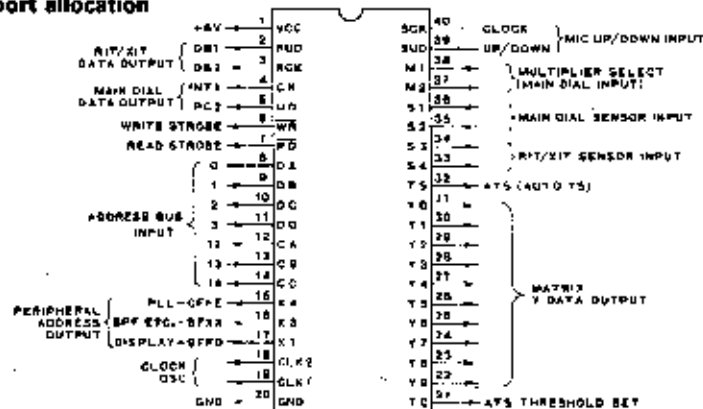 port allocation
+5V 1 VCC
RIT/XIT DATA OUTPUT
DB1 2 RUD
DB2 3 RCK
MAIN DIAL DATA OUTPUT
INT1 4 CK
PC2 5 UD
WRITE STROBE 6 WR
READ STROBE 7 RD
ADDRESS BUS INPUT
0 8 DA
1 9 DB
2 10 DC
3 11 DD
12 12 CA
13 13 CB
14 14 CC
PERIPHERAL ADDRESS OUTPUT
PLL 15 X4
BPF ETC. 16 X3
DISPLAY 17 X1
CLOCK OSC
18 CLK2
19 CLK1
GND 20 GND
SCK 40 CLOCK
SUD 39 UP/DOWN
MIC UP/DOWN INPUT
M1 38
M2 37
MULTIPLIER SELECT (MAIN DIAL INPUT)
S1 36
S2 35
MAIN DIAL SENSOR INPUT
S3 34
S4 33
RIT/XIT SENSOR INPUT
TS 32 ATS (AUTO TS)
Y0 31
Y1 30
Y2 29
Y3 28
Y4 27
Y5 26
Y6 25
Y7 24
Y8 23
Y9 22
MATRIX Y DATA OUTPUT
TC 21 ATS THRESHOLD SET